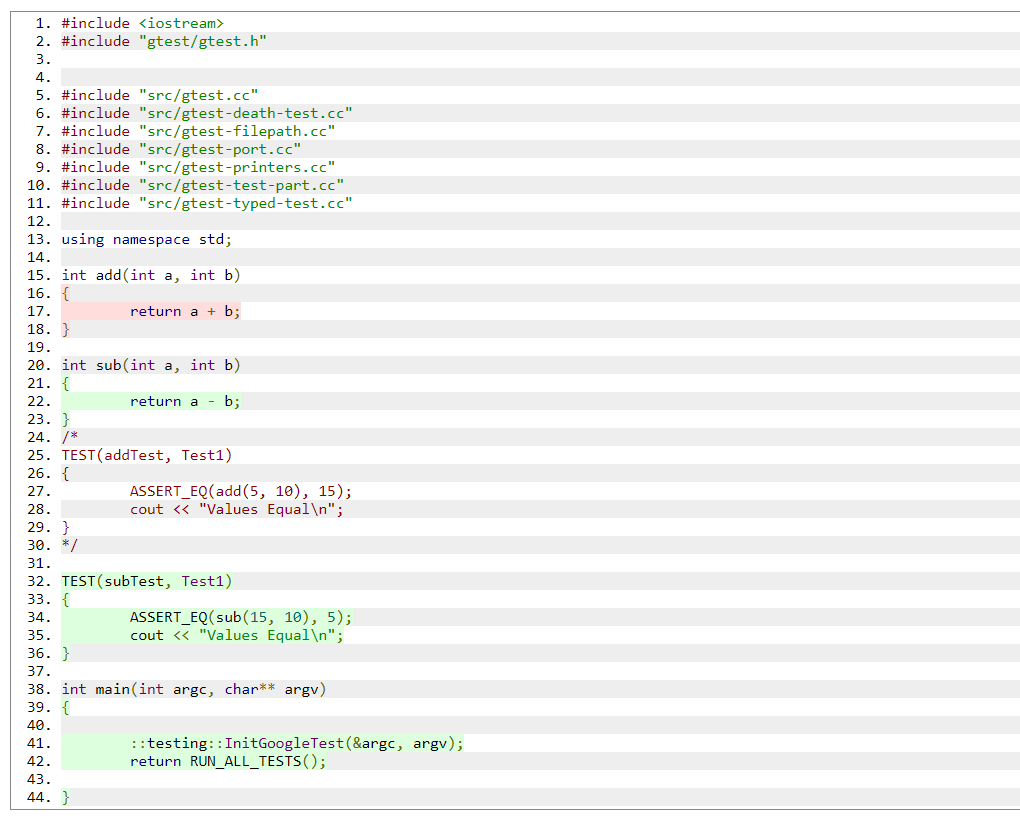 1. #include <iostream>
2. #include "gtest/gtest.h"
3.
4.
5. #include "src/gtest.cc"
6. #include "src/gtest-death-test.cc"
7. #include "src/gtest-filepath.cc"
8. #include "src/gtest-port.cc"
9. #include "src/gtest-printers.cc"
10. #include "src/gtest-test-part.cc"
11. #include "src/gtest-typed-test.cc"
12.
13. using namespace std;
14.
15. int add(int a, int b)
16. {
17.         return a + b;
18. }
19.
20. int sub(int a, int b)
21. {
22.         return a - b;
23. }
24. /*
25. TEST(addTest, Test1)
26. {
27.         ASSERT_EQ(add(5, 10), 15);
28.         cout << "Values Equal\n";
29. }
30. */
31.
32. TEST(subTest, Test1)
33. {
34.         ASSERT_EQ(sub(15, 10), 5);
35.         cout << "Values Equal\n";
36. }
37.
38. int main(int argc, char** argv)
39. {
40.
41.         ::testing::InitGoogleTest(&argc, argv);
42.         return RUN_ALL_TESTS();
43.
44. }